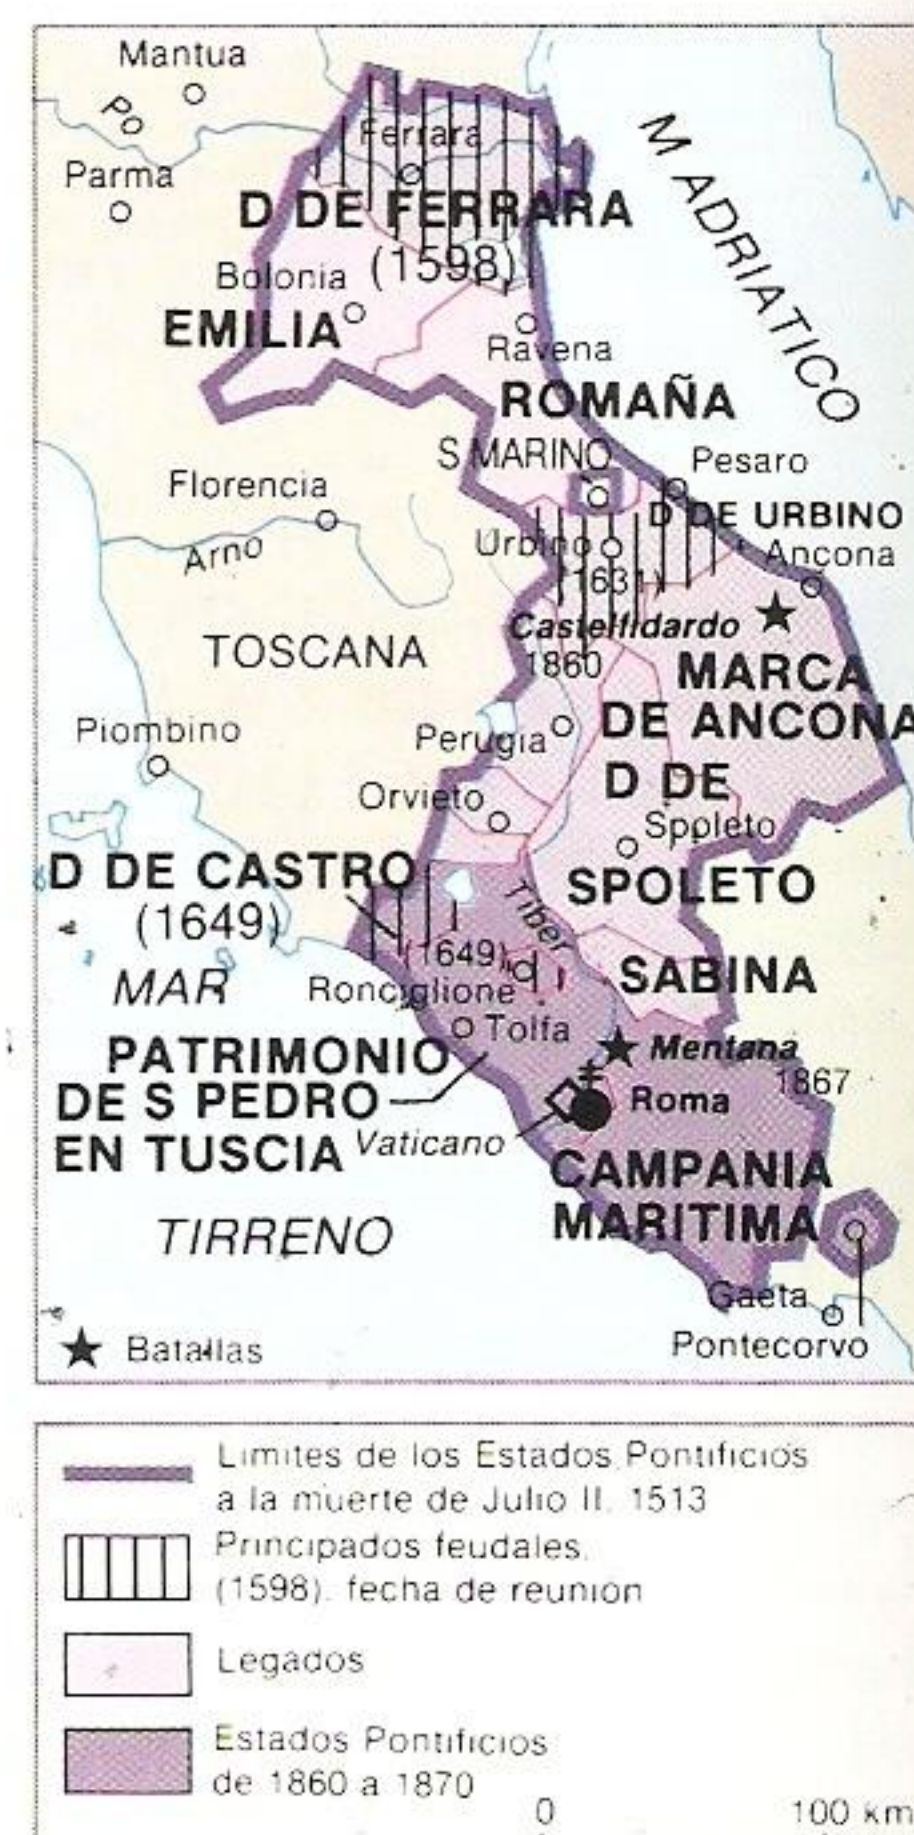 Mantua
PO
Parma
Ferrara
D DE FERRARA
(1598)
Bolonia
EMILIA
Ravena
ROMAÑA
M ADRIATICO
S MARINO
Pesaro
Florencia
D DE URBINO
Urbino
(1631)
Ancona
Arno
Castelfidardo
1860
TOSCANA
MARCA
DE ANCONA
Piombino
Perugia
D DE
SPOLETO
Orvieto
Spoleto
D DE CASTRO
(1649)
Tiber
(1649)
SABINA
MAR
TIRRENO
Ronciglione
Tolfa
PATRIMONIO
DE S PEDRO
EN TUSCIA
Mentana
1867
Roma
Vaticano
CAMPANIA
MARITIMA
Gaeta
Pontecorvo
Batallas
Limites de los Estados Pontificios
a la muerte de Julio II. 1513
Principados feudales.
(1598). fecha de reunion
Legados
Estados Pontificios
de 1860 a 1870
0 100 km